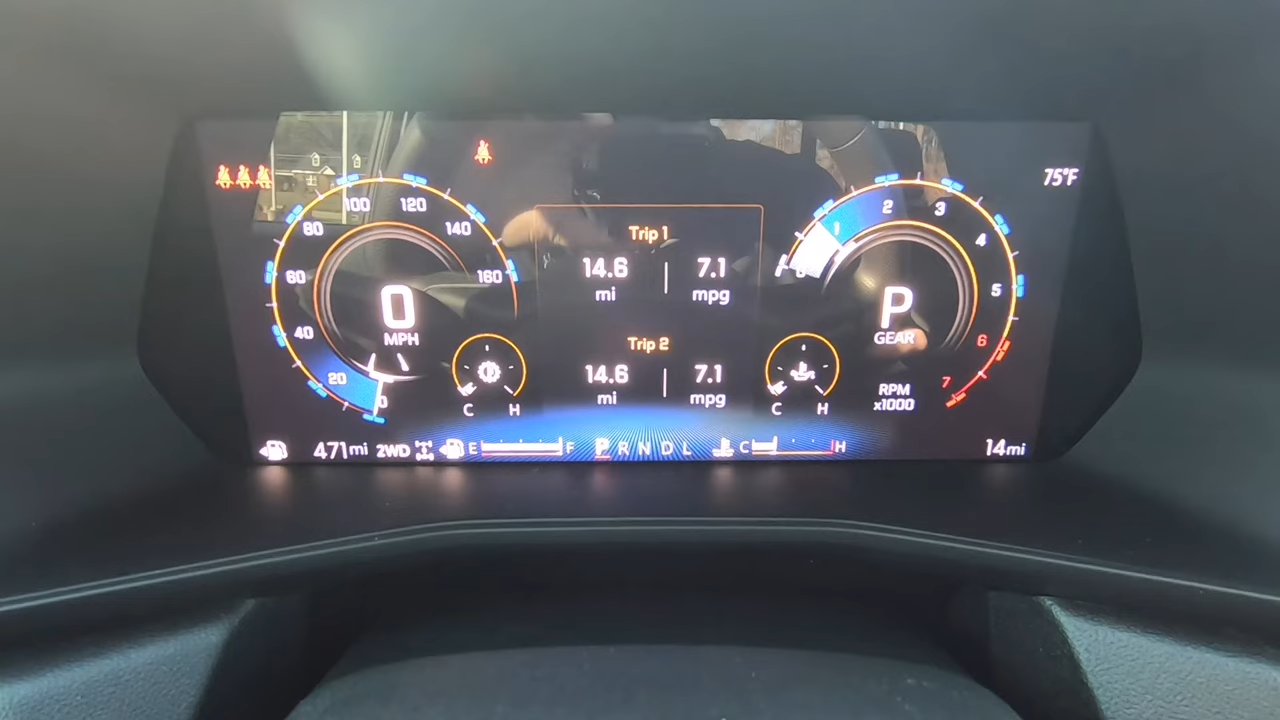 75°F
100 120
80 140
60 160
40
20
0
0
MPH
C H
Trip 1
14.6 7.1
mi mpg
Trip 2
14.6 7.1
mi mpg
1 2 3
4
5
6
7
P
GEAR
RPM
x1000
C H
471mi 2WD E F P R N D L C H 14mi